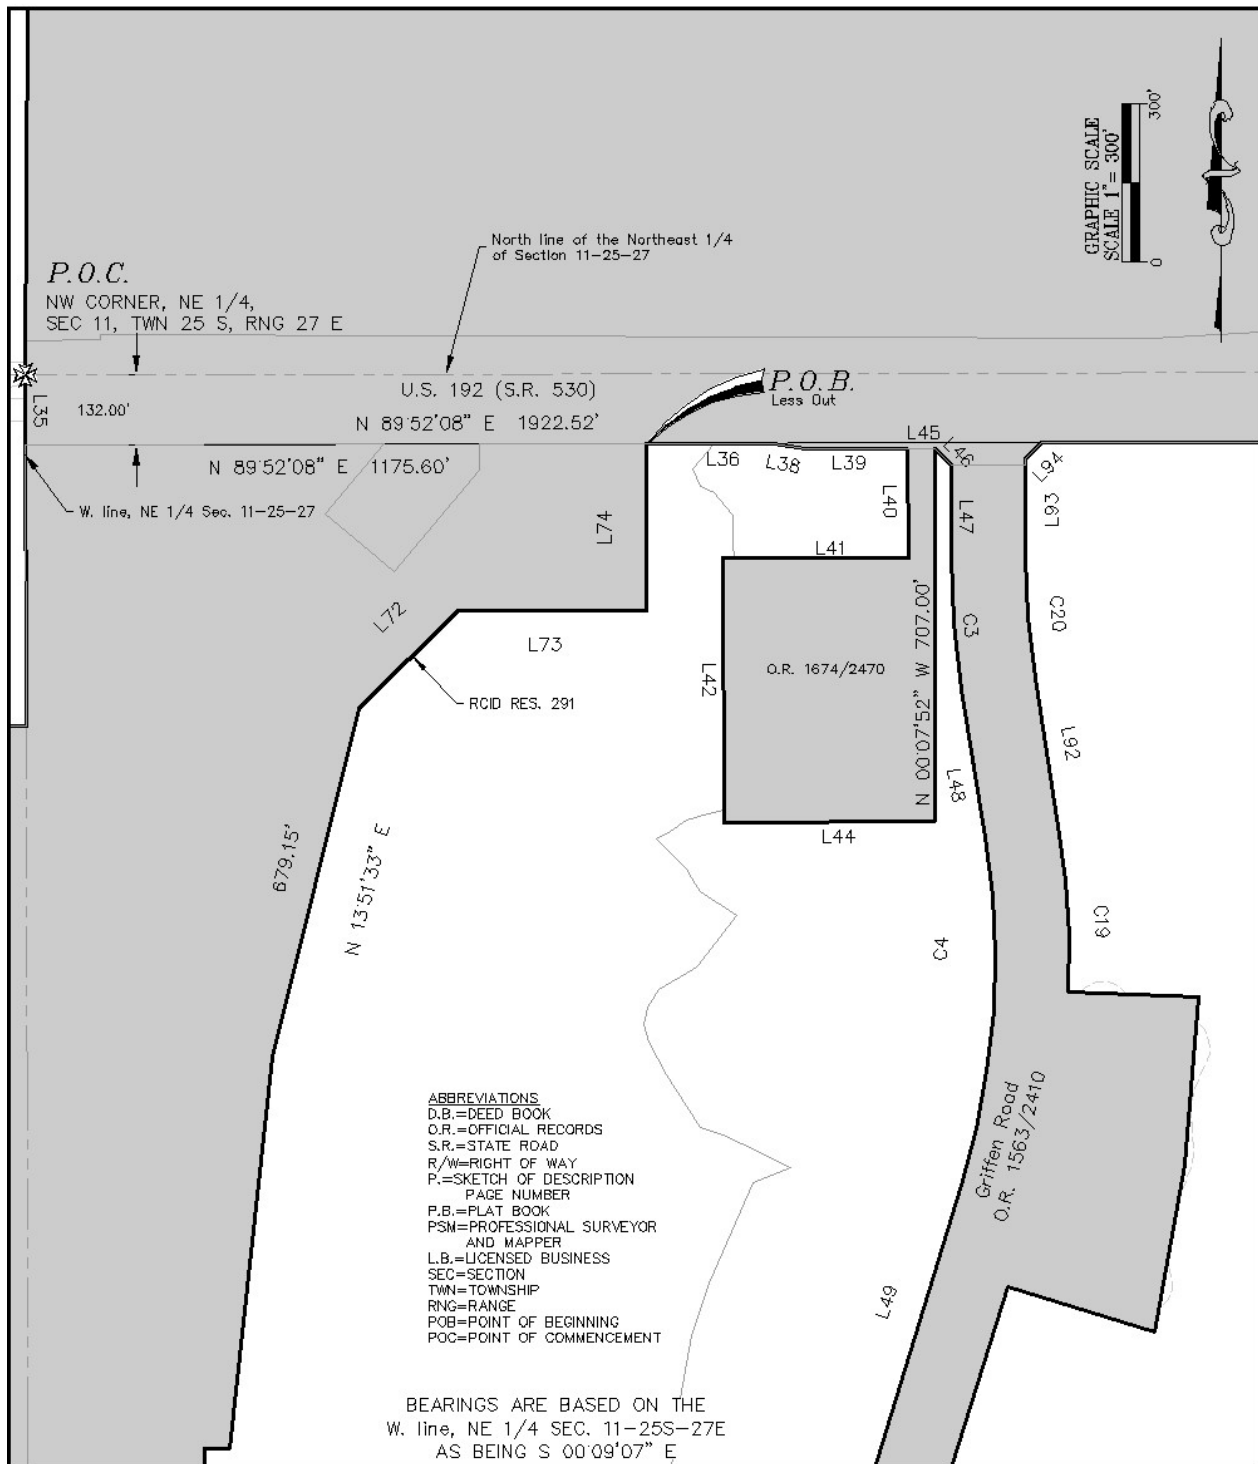 GRAPHIC SCALE
SCALE 1"= 300'
0
300'
North line of the Northeast 1/4
of Section 11-25-27
P.O.C.
NW CORNER, NE 1/4,
SEC 11, TWN 25 S, RNG 27 E
L35
132.00'
U.S. 192 (S.R. 530)
N 89°52'08" E 1922.52'
P.O.B.
Less Out
N 89°52'08" E 1175.60'
W. line, NE 1/4 Sec. 11-25-27
L36
L38
L39
L45
L46
L94
L74
L40
L47
L63
L41
L72
L73
C3
C20
RCID RES. 291
L42
O.R. 1674/2470
N 00°07'52" W 707.00'
L48
L92
L44
679.15'
N 13°51'33" E
C4
C19
Griffen Road
O.R. 1563/2410
L49
ABBREVIATIONS
D.B.=DEED BOOK
O.R.=OFFICIAL RECORDS
S.R.=STATE ROAD
R/W=RIGHT OF WAY
P.=SKETCH OF DESCRIPTION
PAGE NUMBER
P.B.=PLAT BOOK
PSM=PROFESSIONAL SURVEYOR
AND MAPPER
L.B.=LICENSED BUSINESS
SEC=SECTION
TWN=TOWNSHIP
RNG=RANGE
POB=POINT OF BEGINNING
POC=POINT OF COMMENCEMENT
BEARINGS ARE BASED ON THE
W. line, NE 1/4 SEC. 11-25S-27E
AS BEING S 00°09'07" E